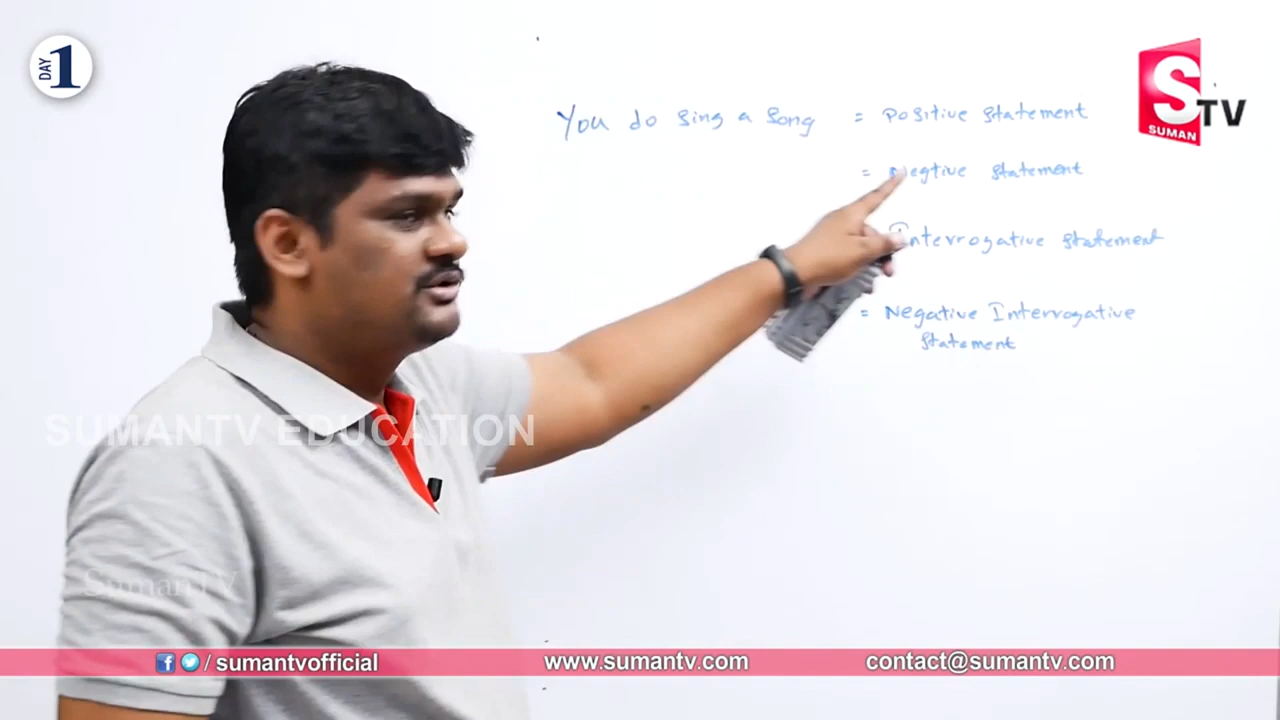 DAY 1
You do sing a song = Positive statement
= Negtive statement
Interrogative statement
= Negative Interrogative
statement
S TV
SUMAN
SUMANTV EDUCATION
SumanTV
/ sumantvofficial
www.sumantv.com
contact@sumantv.com